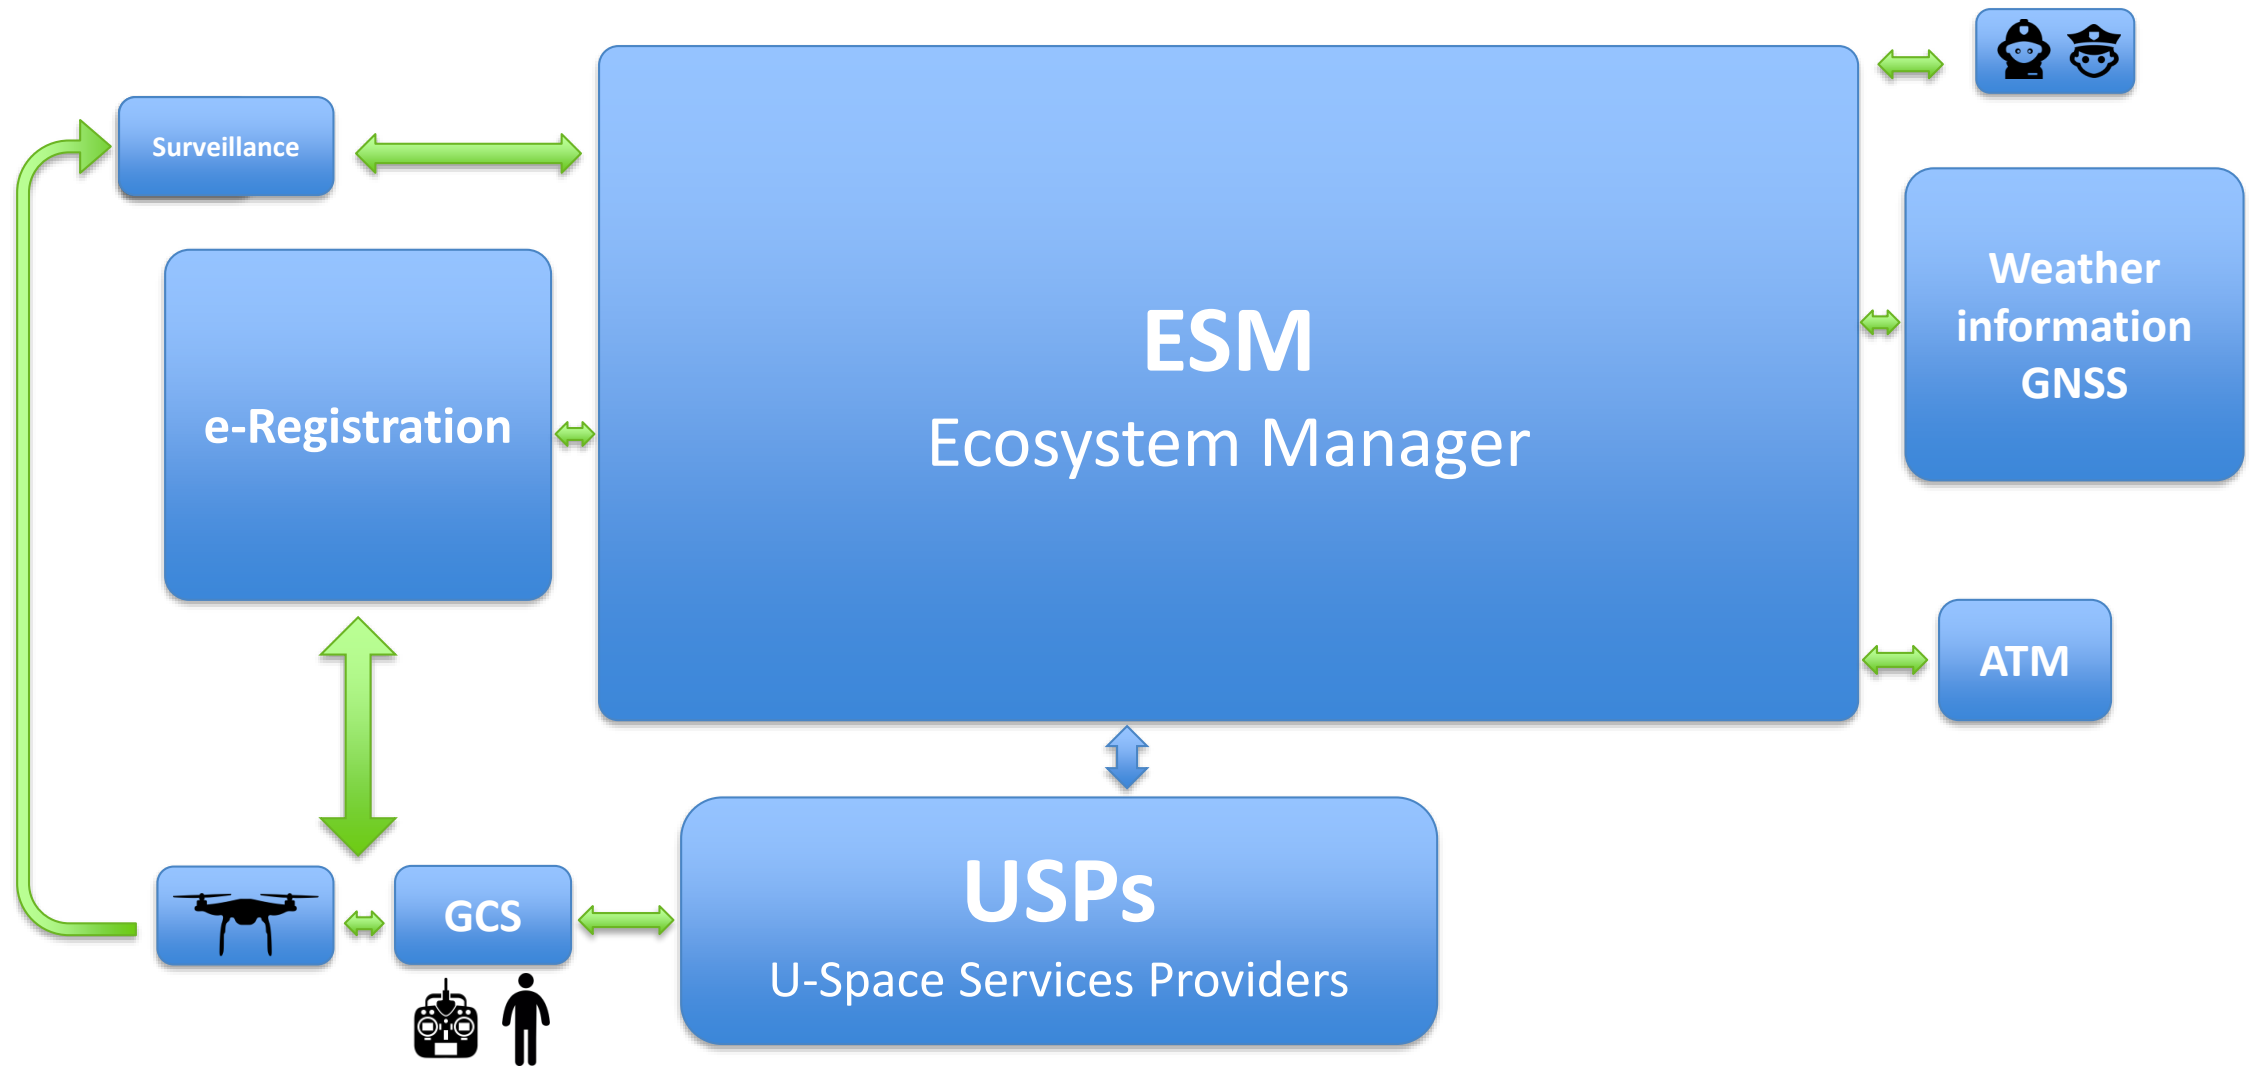 Surveillance
e-Registration
ESM
Ecosystem Manager
Weather
information
GNSS
ATM
GCS
USPs
U-Space Services Providers